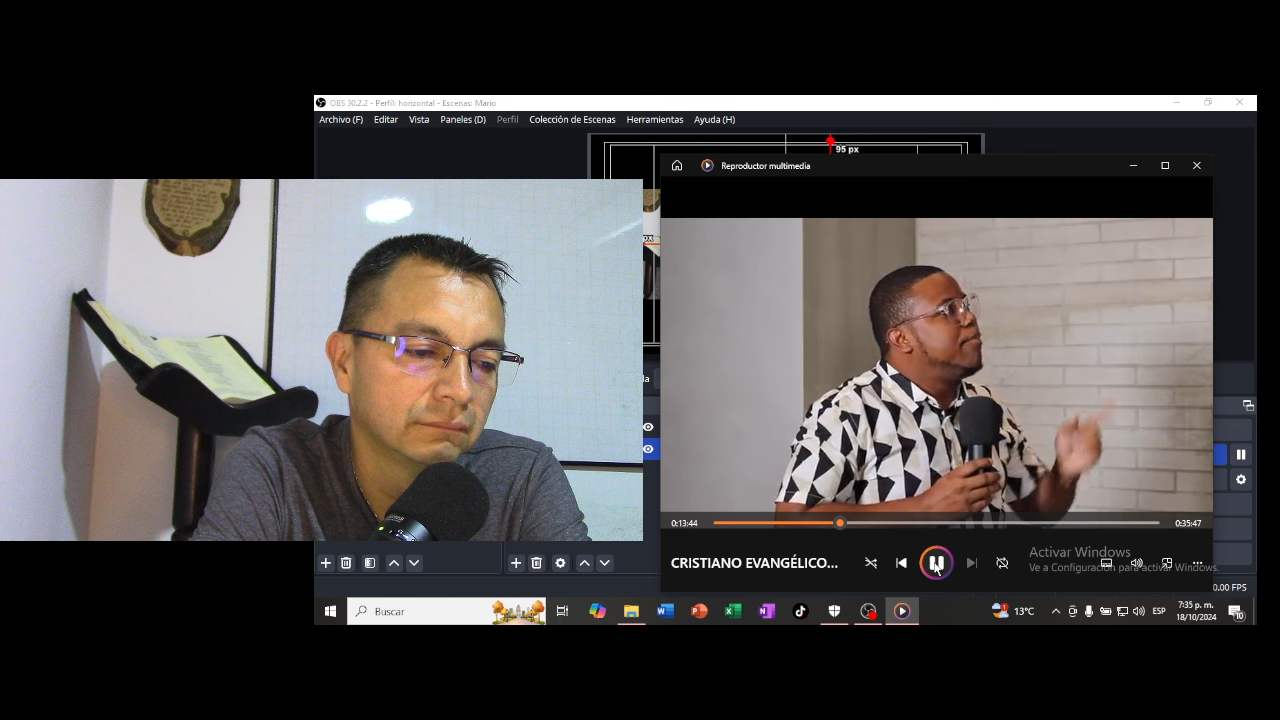 OBS 30.2.2 - Perfil: horizontal - Escenas: Mario
Archivo (F) Editar Vista Paneles (D) Perfil Colección de Escenas Herramientas Ayuda (H)
95 px
Reproductor multimedia
0:13:44
0:35:47
CRISTIANO EVANGÉLICO...
Activar Windows
Ve a Configuración para activar Windows.
0.00 FPS
Buscar
13°C
ESP
7:35 p. m.
18/10/2024
10